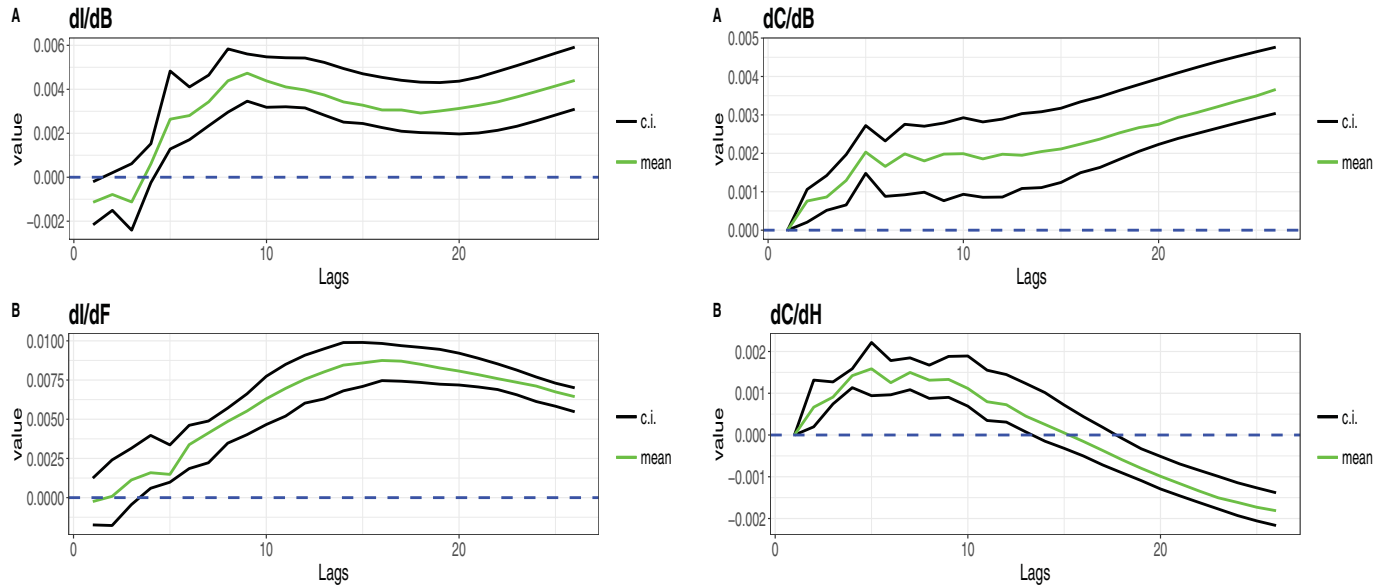 A dI/dB
0.006
0.004
0.002
0.000
−0.002
value
0 10 20
Lags
c.i.
mean
A dC/dB
0.005
0.004
0.003
0.002
0.001
0.000
value
0 10 20
Lags
c.i.
mean
B dI/dF
0.0100
0.0075
0.0050
0.0025
0.0000
value
0 10 20
Lags
c.i.
mean
B dC/dH
0.002
0.001
0.000
−0.001
−0.002
value
0 10 20
Lags
c.i.
mean